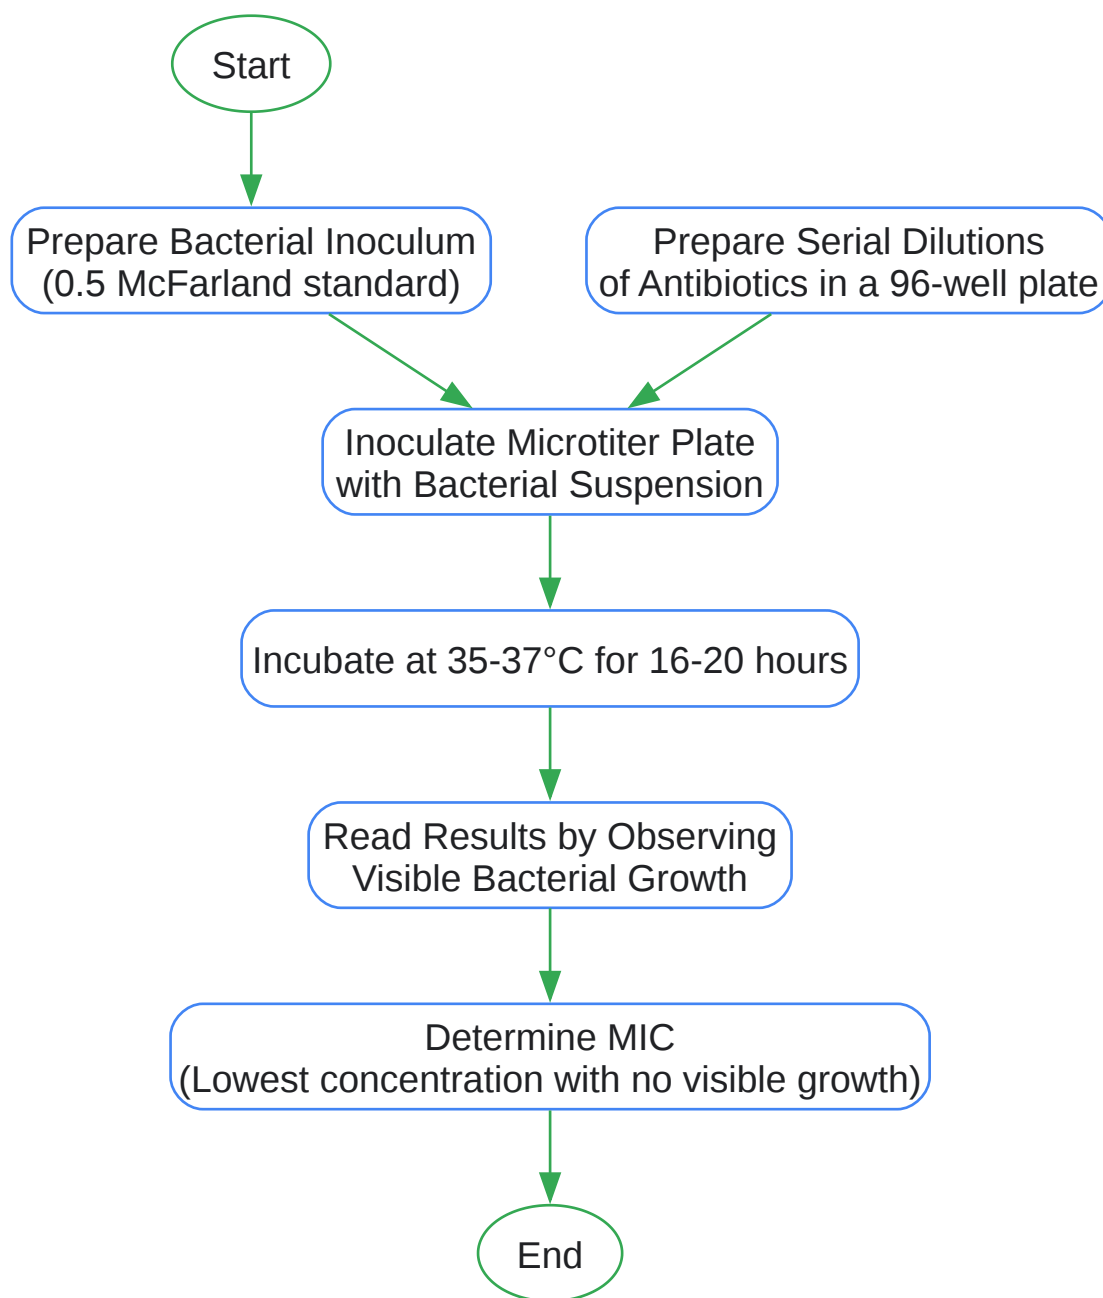 Start
Prepare Bacterial Inoculum
(0.5 McFarland standard)
Prepare Serial Dilutions
of Antibiotics in a 96-well plate
Inoculate Microtiter Plate
with Bacterial Suspension
Incubate at 35-37°C for 16-20 hours
Read Results by Observing
Visible Bacterial Growth
Determine MIC
(Lowest concentration with no visible growth)
End